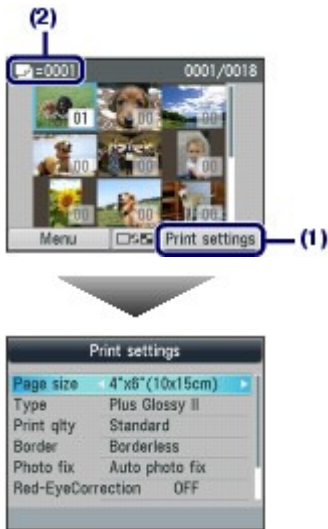 (2)
=0001 0001/0018
01 00 00
00 00 00
00 00 00
Menu Print settings (1)
Print settings
Page size 4"x6"(10x15cm)
Type Plus Glossy II
Print qlty Standard
Border Borderless
Photo fix Auto photo fix
Red-EyeCorrection OFF